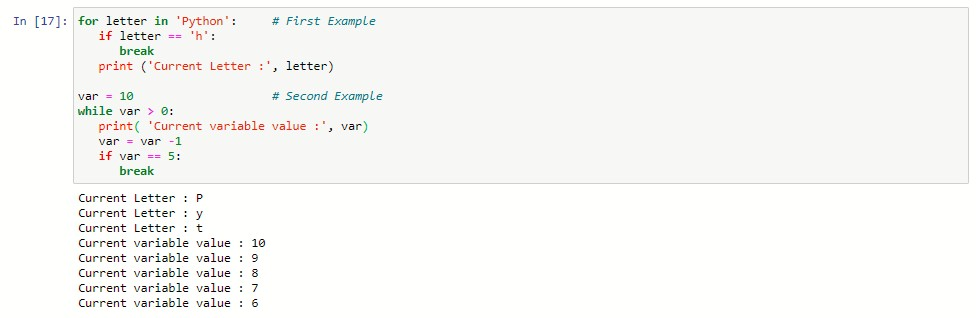 In [17]: for letter in 'Python':     # First Example
   if letter == 'h':
      break
   print ('Current Letter :', letter)
var = 10                    # Second Example
while var > 0:
   print( 'Current variable value :', var)
   var = var -1
   if var == 5:
      break
Current Letter : P
Current Letter : y
Current Letter : t
Current variable value : 10
Current variable value : 9
Current variable value : 8
Current variable value : 7
Current variable value : 6